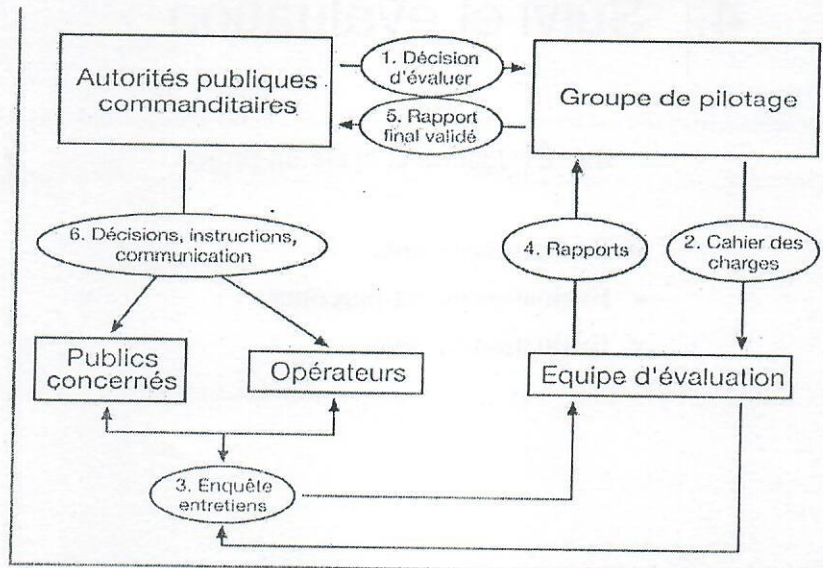 Autorités publiques
commanditaires
1. Décision
d'évaluer
5. Rapport
final validé
Groupe de pilotage
6. Décisions, instructions,
communication
4. Rapports
2. Cahier des
charges
Publics
concernés
Opérateurs
Equipe d'évaluation
3. Enquête
entretiens